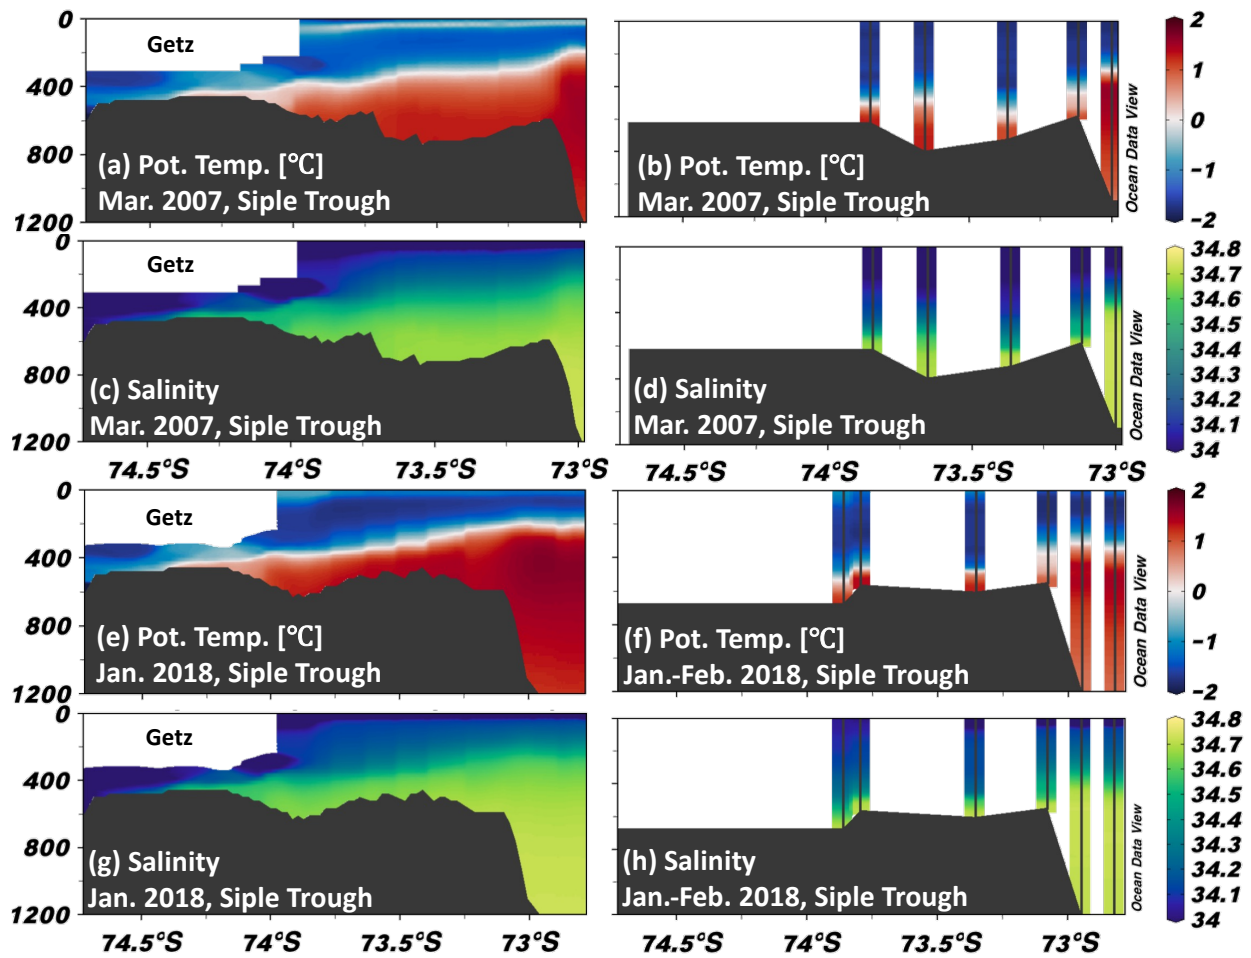 0
400
800
1200
Getz
(a) Pot. Temp. [℃]
Mar. 2007, Siple Trough
(b) Pot. Temp. [℃]
Mar. 2007, Siple Trough
Ocean Data View
2
1
0
−1
−2
0
400
800
1200
Getz
(c) Salinity
Mar. 2007, Siple Trough
74.5°S
74°S
73.5°S
73°S
(d) Salinity
Mar. 2007, Siple Trough
74.5°S
74°S
73.5°S
73°S
Ocean Data View
34.8
34.7
34.6
34.5
34.4
34.3
34.2
34.1
34
0
400
800
1200
Getz
(e) Pot. Temp. [℃]
Jan. 2018, Siple Trough
(f) Pot. Temp. [℃]
Jan.-Feb. 2018, Siple Trough
Ocean Data View
2
1
0
−1
−2
0
400
800
1200
Getz
(g) Salinity
Jan. 2018, Siple Trough
74.5°S
74°S
73.5°S
73°S
(h) Salinity
Jan.-Feb. 2018, Siple Trough
74.5°S
74°S
73.5°S
73°S
Ocean Data View
34.8
34.7
34.6
34.5
34.4
34.3
34.2
34.1
34